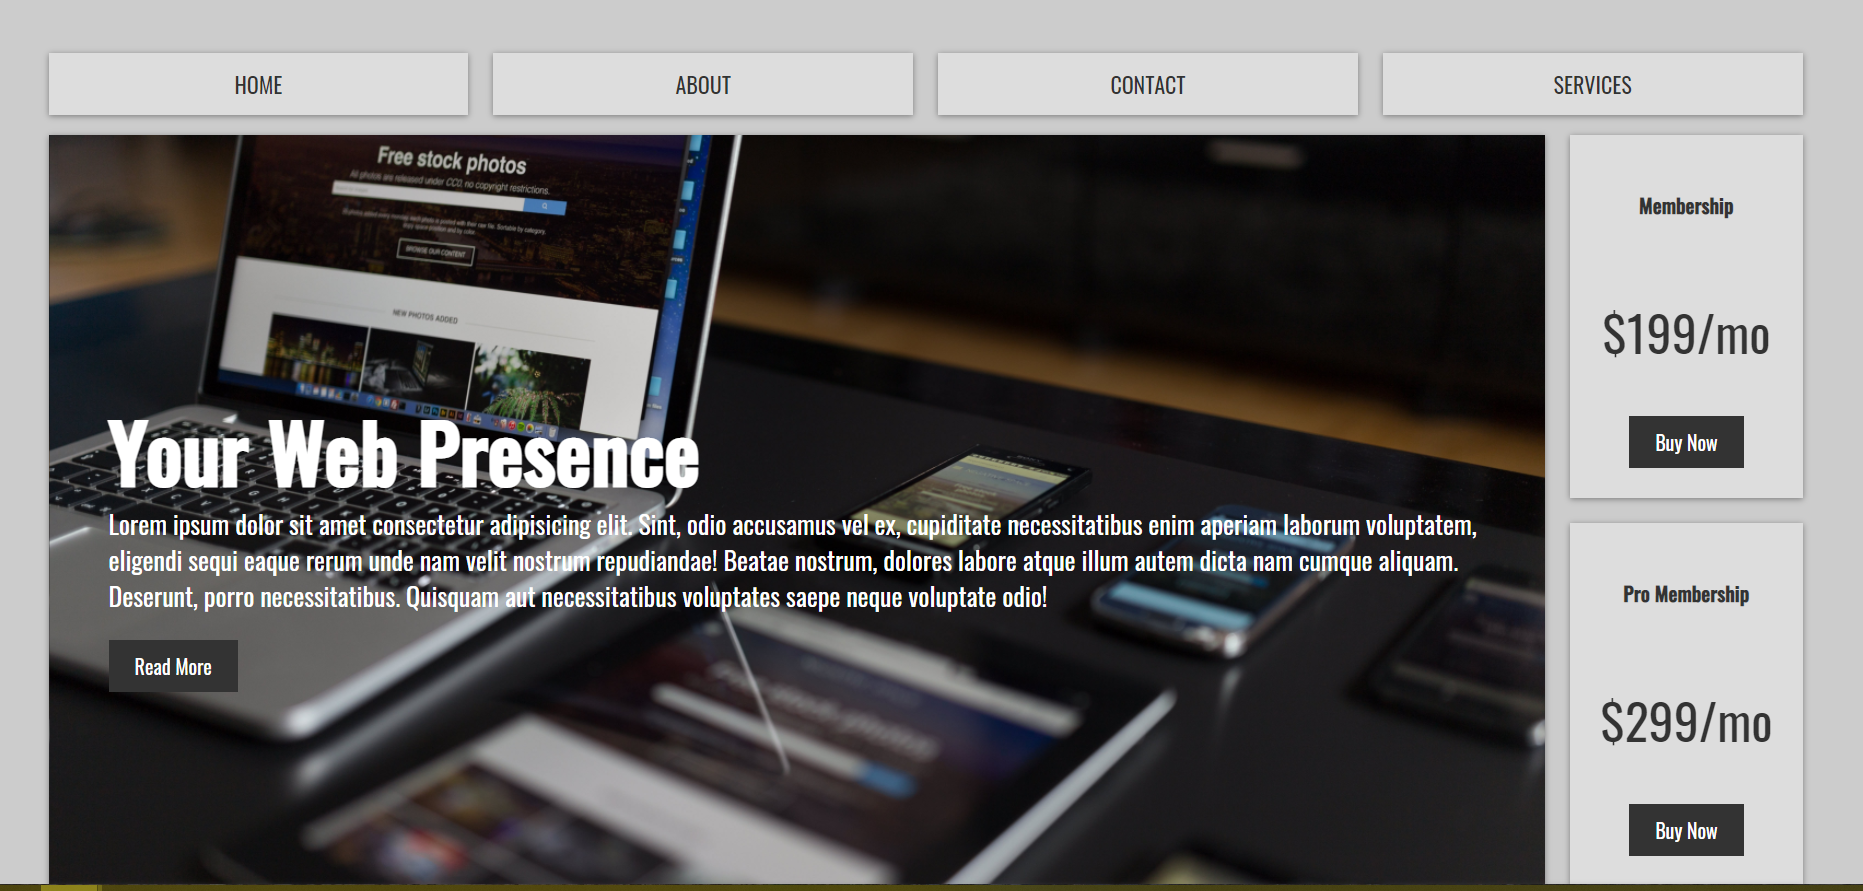 HOME
ABOUT
CONTACT
SERVICES
Free stock photos
All photos are released under CC0, no copyright restrictions.
BROWSE OUR CONTENT
NEW PHOTOS ADDED
Your Web Presence
Lorem ipsum dolor sit amet consectetur adipisicing elit. Sint, odio accusamus vel ex, cupiditate necessitatibus enim aperiam laborum voluptatem,
eligendi sequi eaque rerum unde nam velit nostrum repudiandae! Beatae nostrum, dolores labore atque illum autem dicta nam cumque aliquam.
Deserunt, porro necessitatibus. Quisquam aut necessitatibus voluptates saepe neque voluptate odio!
Read More
Membership
$199/mo
Buy Now
Pro Membership
$299/mo
Buy Now